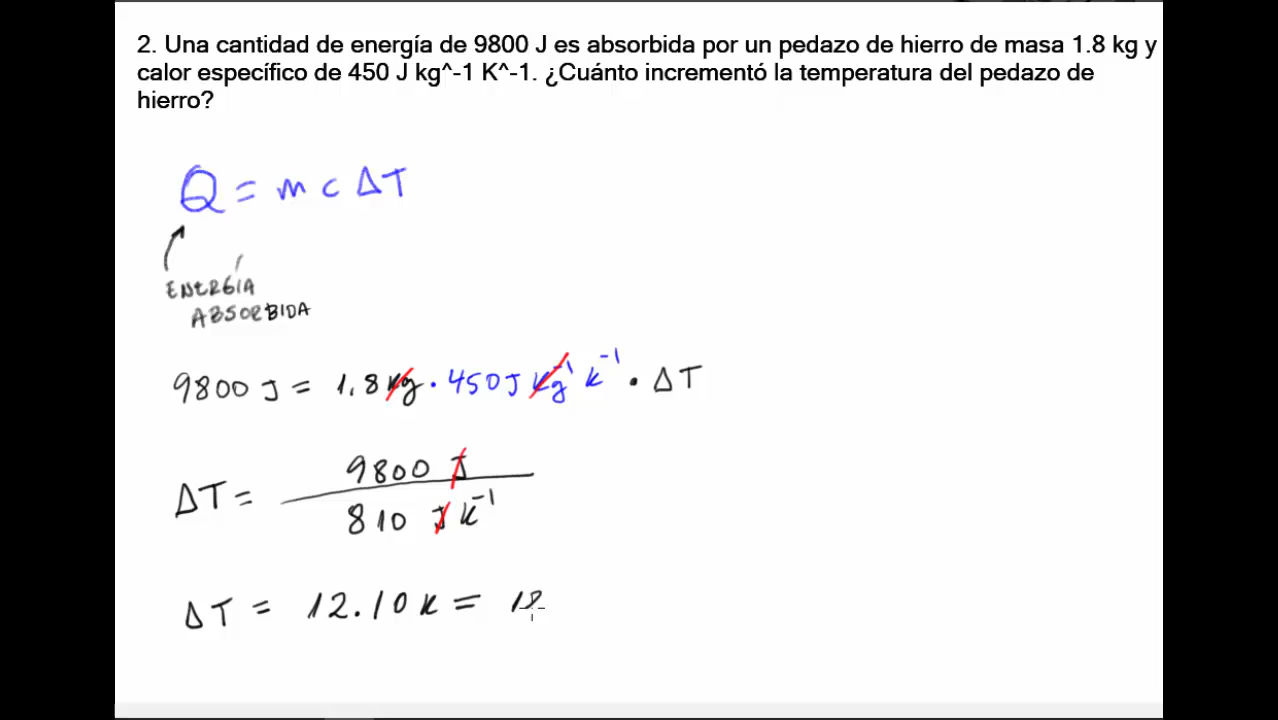 2. Una cantidad de energía de 9800 J es absorbida por un pedazo de hierro de masa 1.8 kg y
calor específico de 450 J kg^-1 K^-1. ¿Cuánto incrementó la temperatura del pedazo de
hierro?
Q = m c ΔT
ENERGÍA
ABSORBIDA
9800 J = 1.8 kg · 450 J kg⁻¹ k⁻¹ · ΔT
ΔT = 9800 J / 810 J k⁻¹
ΔT = 12.10 k = 12